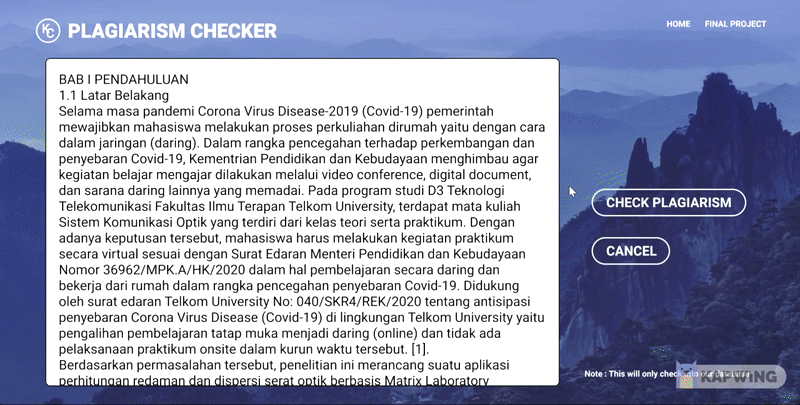 KC PLAGIARISM CHECKER
HOME FINAL PROJECT
BAB I PENDAHULUAN
1.1 Latar Belakang
Selama masa pandemi Corona Virus Disease-2019 (Covid-19) pemerintah
mewajibkan mahasiswa melakukan proses perkuliahan dirumah yaitu dengan cara
dalam jaringan (daring). Dalam rangka pencegahan terhadap perkembangan dan
penyebaran Covid-19, Kementrian Pendidikan dan Kebudayaan menghimbau agar
kegiatan belajar mengajar dilakukan melalui video conference, digital document,
dan sarana daring lainnya yang memadai. Pada program studi D3 Teknologi
Telekomunikasi Fakultas Ilmu Terapan Telkom University, terdapat mata kuliah
Sistem Komunikasi Optik yang terdiri dari kelas teori serta praktikum. Dengan
adanya keputusan tersebut, mahasiswa harus melakukan kegiatan praktikum
secara virtual sesuai dengan Surat Edaran Menteri Pendidikan dan Kebudayaan
Nomor 36962/MPK.A/HK/2020 dalam hal pembelajaran secara daring dan
bekerja dari rumah dalam rangka pencegahan penyebaran Covid-19. Didukung
oleh surat edaran Telkom University No: 040/SKR4/REK/2020 tentang antisipasi
penyebaran Corona Virus Disease (Covid-19) di lingkungan Telkom University yaitu
pengalihan pembelajaran tatap muka menjadi daring (online) dan tidak ada
pelaksanaan praktikum onsite dalam kurun waktu tersebut. [1].
Berdasarkan permasalahan tersebut, penelitian ini merancang suatu aplikasi
perhitungan redaman dan dispersi serat optik berbasis Matrix Laboratory
CHECK PLAGIARISM
CANCEL
Note : This will only check into our
KAPWING